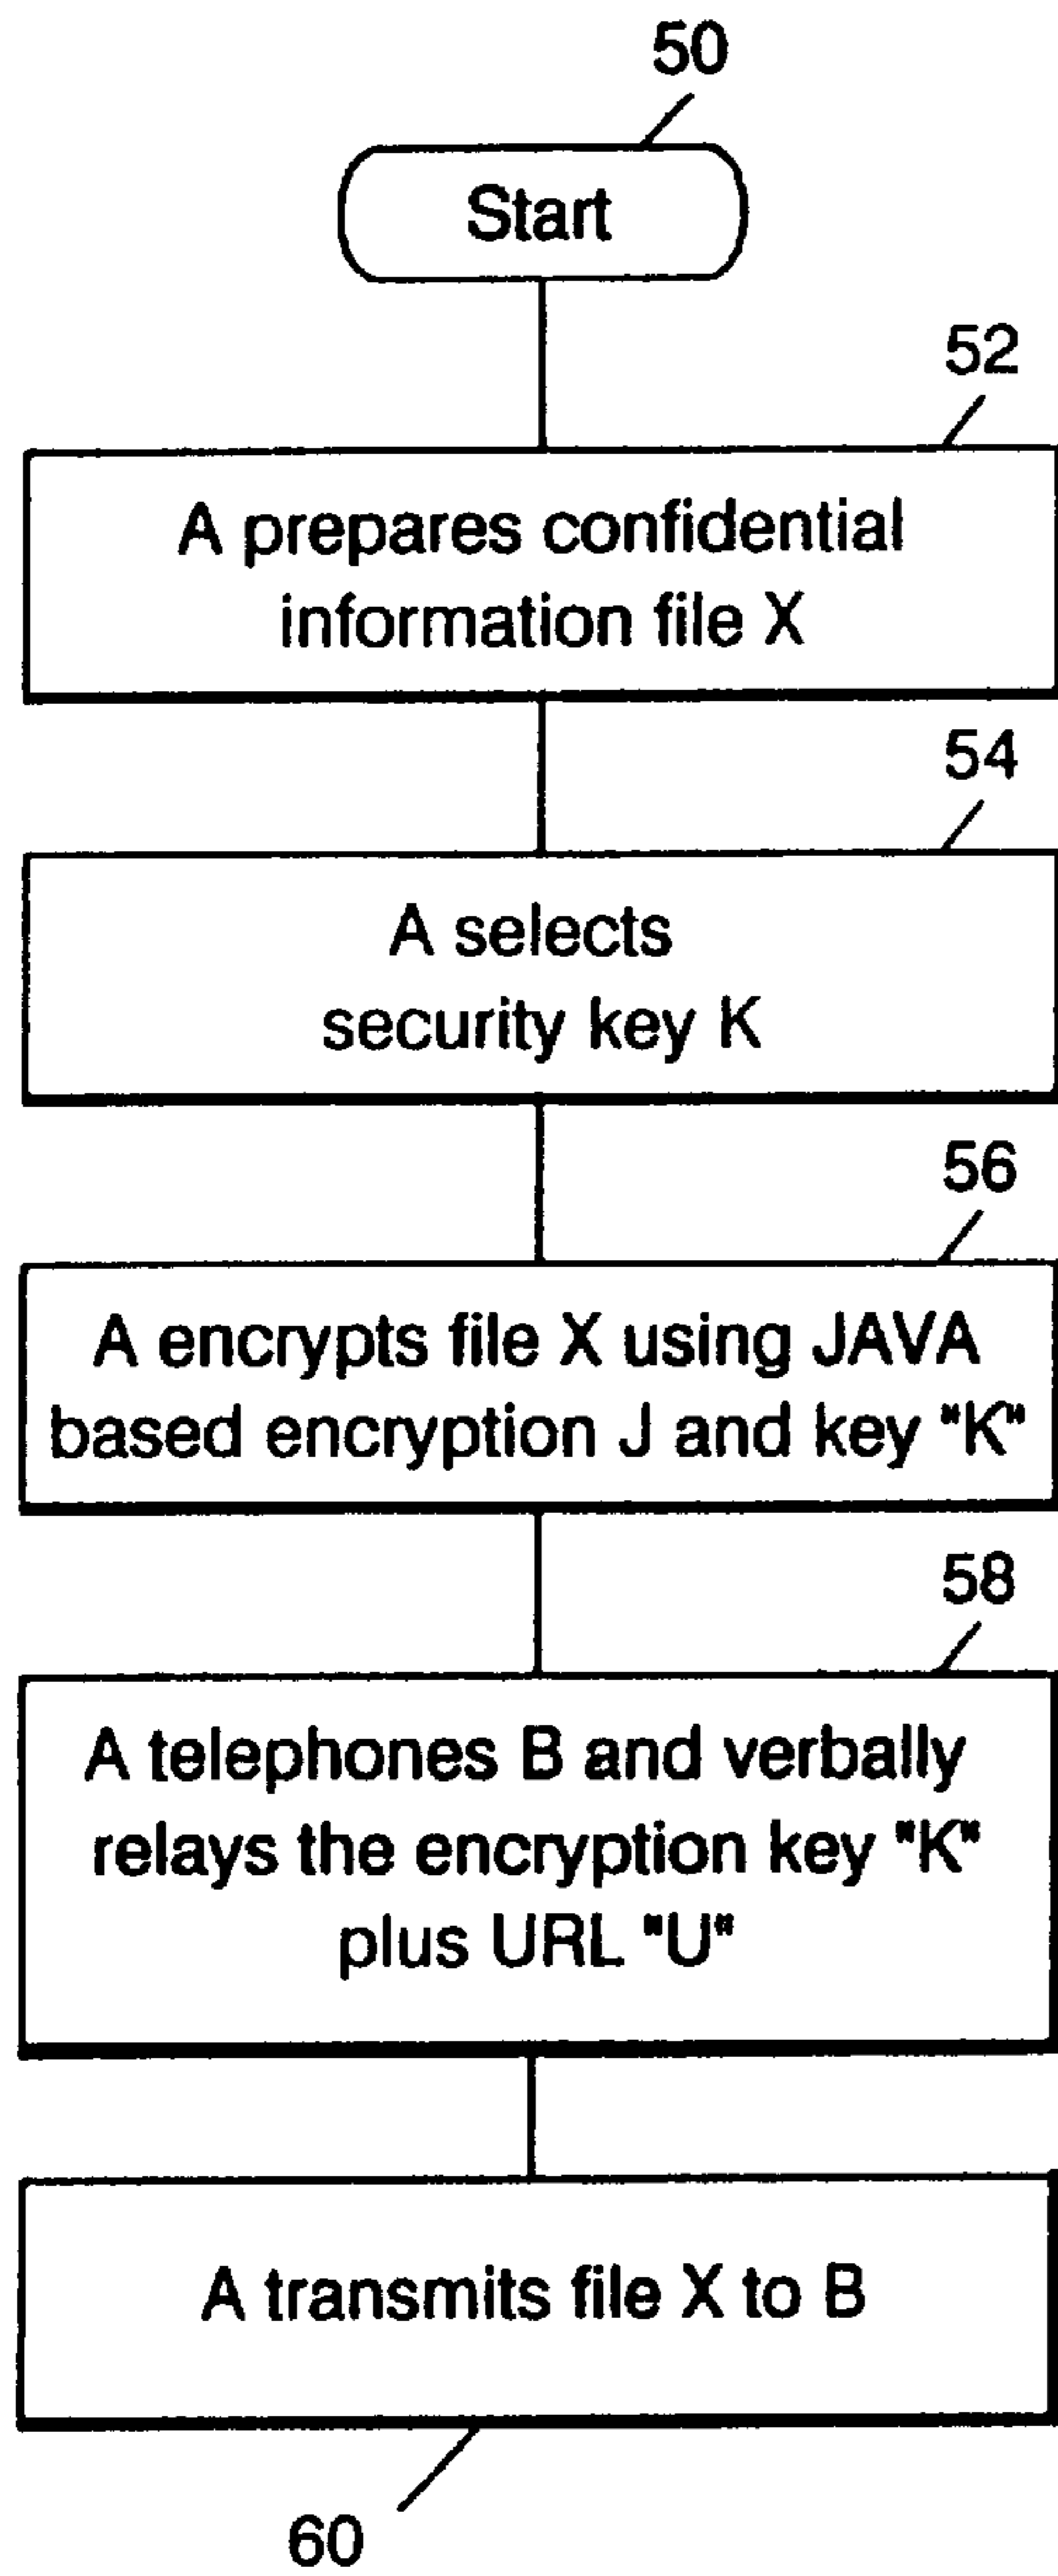 50
Start
52
A prepares confidential
information file X
54
A selects
security key K
56
A encrypts file X using JAVA
based encryption J and key "K"
58
A telephones B and verbally
relays the encryption key "K"
plus URL "U"
A transmits file X to B
60